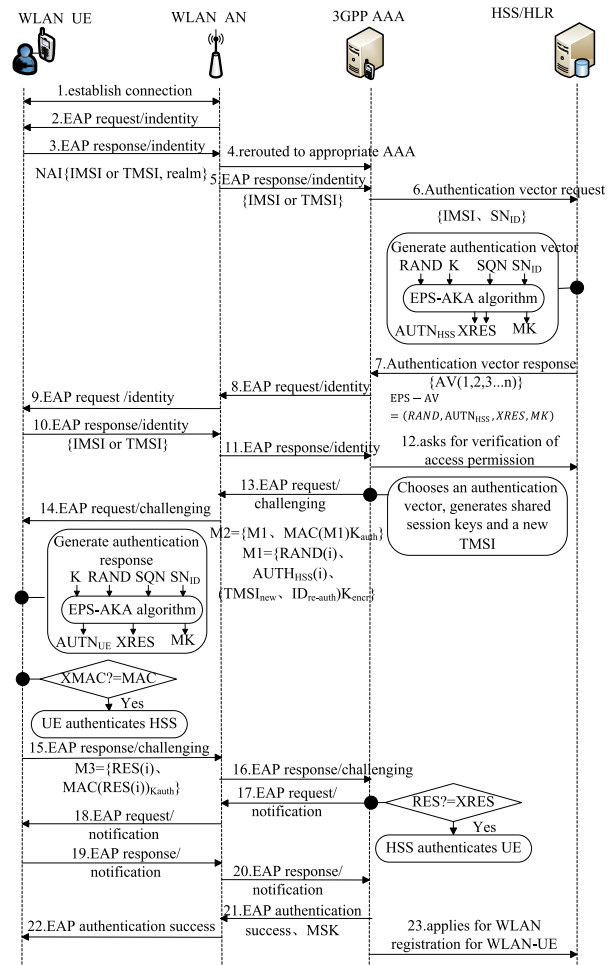 WLAN UE
WLAN AN
3GPP AAA
HSS/HLR
1.establish connection
2.EAP request/indentity
3.EAP response/indentity
4.rerouted to appropriate AAA
NAI{IMSI or TMSI, realm}
5.EAP response/indentity
{IMSI or TMSI}
6.Authentication vector request
{IMSI、SNID}
Generate authentication vector
RAND K SQN SNID
EPS-AKA algorithm
AUTNHSS XRES MK
7.Authentication vector response
{AV(1,2,3...n)}
EPS − AV
= (RAND, AUTNHSS, XRES, MK)
8.EAP request/identity
9.EAP request /identity
10.EAP response/identity
{IMSI or TMSI}
11.EAP response/identity
12.asks for verification of
access permission
13.EAP request/
challenging
Chooses an authentication
vector, generates shared
session keys and a new
TMSI
14.EAP request/challenging
M2={M1、MAC(M1)Kauth}
M1={RAND(i)、
AUTHHSS(i)、
(TMSInew、IDre-auth)Kencr}
Generate authentication
response
K RAND SQN SNID
EPS-AKA algorithm
AUTNUE XRES MK
XMAC?=MAC
Yes
UE authenticates HSS
15.EAP response/challenging
M3={RES(i)、
MAC(RES(i))Kauth}
16.EAP response/challenging
17.EAP request/
notification
RES?=XRES
Yes
HSS authenticates UE
18.EAP request/
notification
19.EAP response/
notification
20.EAP response/
notification
21.EAP authentication
success、MSK
22.EAP authentication success
23.applies for WLAN
registration for WLAN-UE